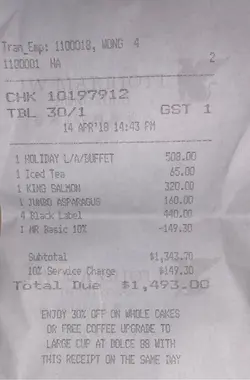 Tran_Emp: 1100018, WONG 4
1100001 HA 2
CHK 10197912
TBL 30/1 GST 1
14 APR'18 14:43 PM
1 HOLIDAY L/A/BUFFET 508.00
1 Iced Tea 65.00
1 KING SALMON 320.00
1 JUMBO ASPARAGUS 160.00
4 Black Label 440.00
1 MR Basic 10% -149.30
Subtotal $1,343.70
10% Service Charge $149.30
Total Due $1,493.00
ENJOY 30% OFF ON WHOLE CAKES
OR FREE COFFEE UPGRADE TO
LARGE CUP AT DOLCE 88 WITH
THIS RECEIPT ON THE SAME DAY